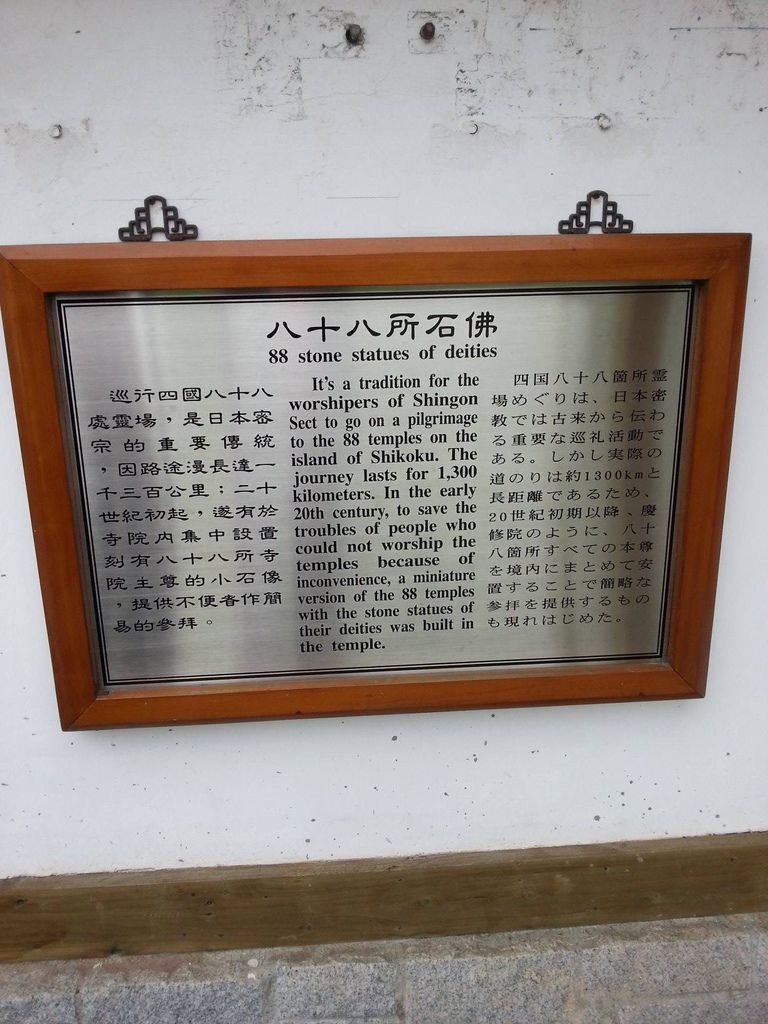 八十八所石佛
88 stone statues of deities
巡行四國八十八
處靈場，是日本密
宗的重要傳統
，因路途漫長達一
千三百公里；二十
世紀初起，遂有於
寺院內集中設置
刻有八十八所寺
院主尊的小石像
，提供不便者作簡
易的參拜。
It's a tradition for the
worshipers of Shingon
Sect to go on a pilgrimage
to the 88 temples on the
island of Shikoku. The
journey lasts for 1,300
kilometers. In the early
20th century, to save the
troubles of people who
could not worship the
temples because of
inconvenience, a miniature
version of the 88 temples
with the stone statues of
their deities was built in
the temple.
四国八十八箇所霊
場めぐりは、日本密
教では古来から伝わ
る重要な巡礼活動で
ある。しかし実際の
道のりは約1300kmと
長距離であるため、
20世紀初期以降、慶
修院のように、八十
八箇所すべての本尊
を境内にまとめて安
置することで簡略な
参拝を提供するもの
も現れはじめた。